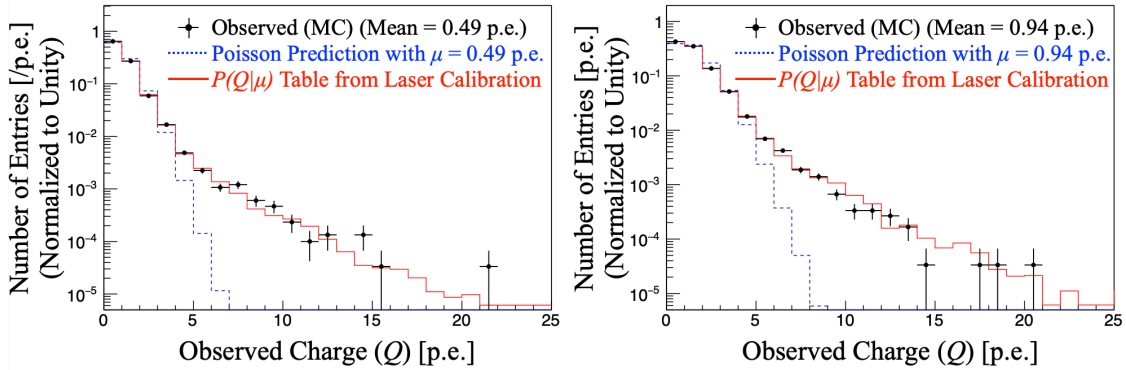 Number of Entries [/p.e.]
(Normalized to Unity)
1
10⁻¹
10⁻²
10⁻³
10⁻⁴
10⁻⁵
Observed (MC) (Mean = 0.49 p.e.)
Poisson Prediction with μ = 0.49 p.e.
P(Q|μ) Table from Laser Calibration
0 5 10 15 20 25
Observed Charge (Q) [p.e.]
Number of Entries [p.e.]
(Normalized to Unity)
1
10⁻¹
10⁻²
10⁻³
10⁻⁴
10⁻⁵
Observed (MC) (Mean = 0.94 p.e.)
Poisson Prediction with μ = 0.94 p.e.
P(Q|μ) Table from Laser Calibration
0 5 10 15 20 25
Observed Charge (Q) [p.e.]